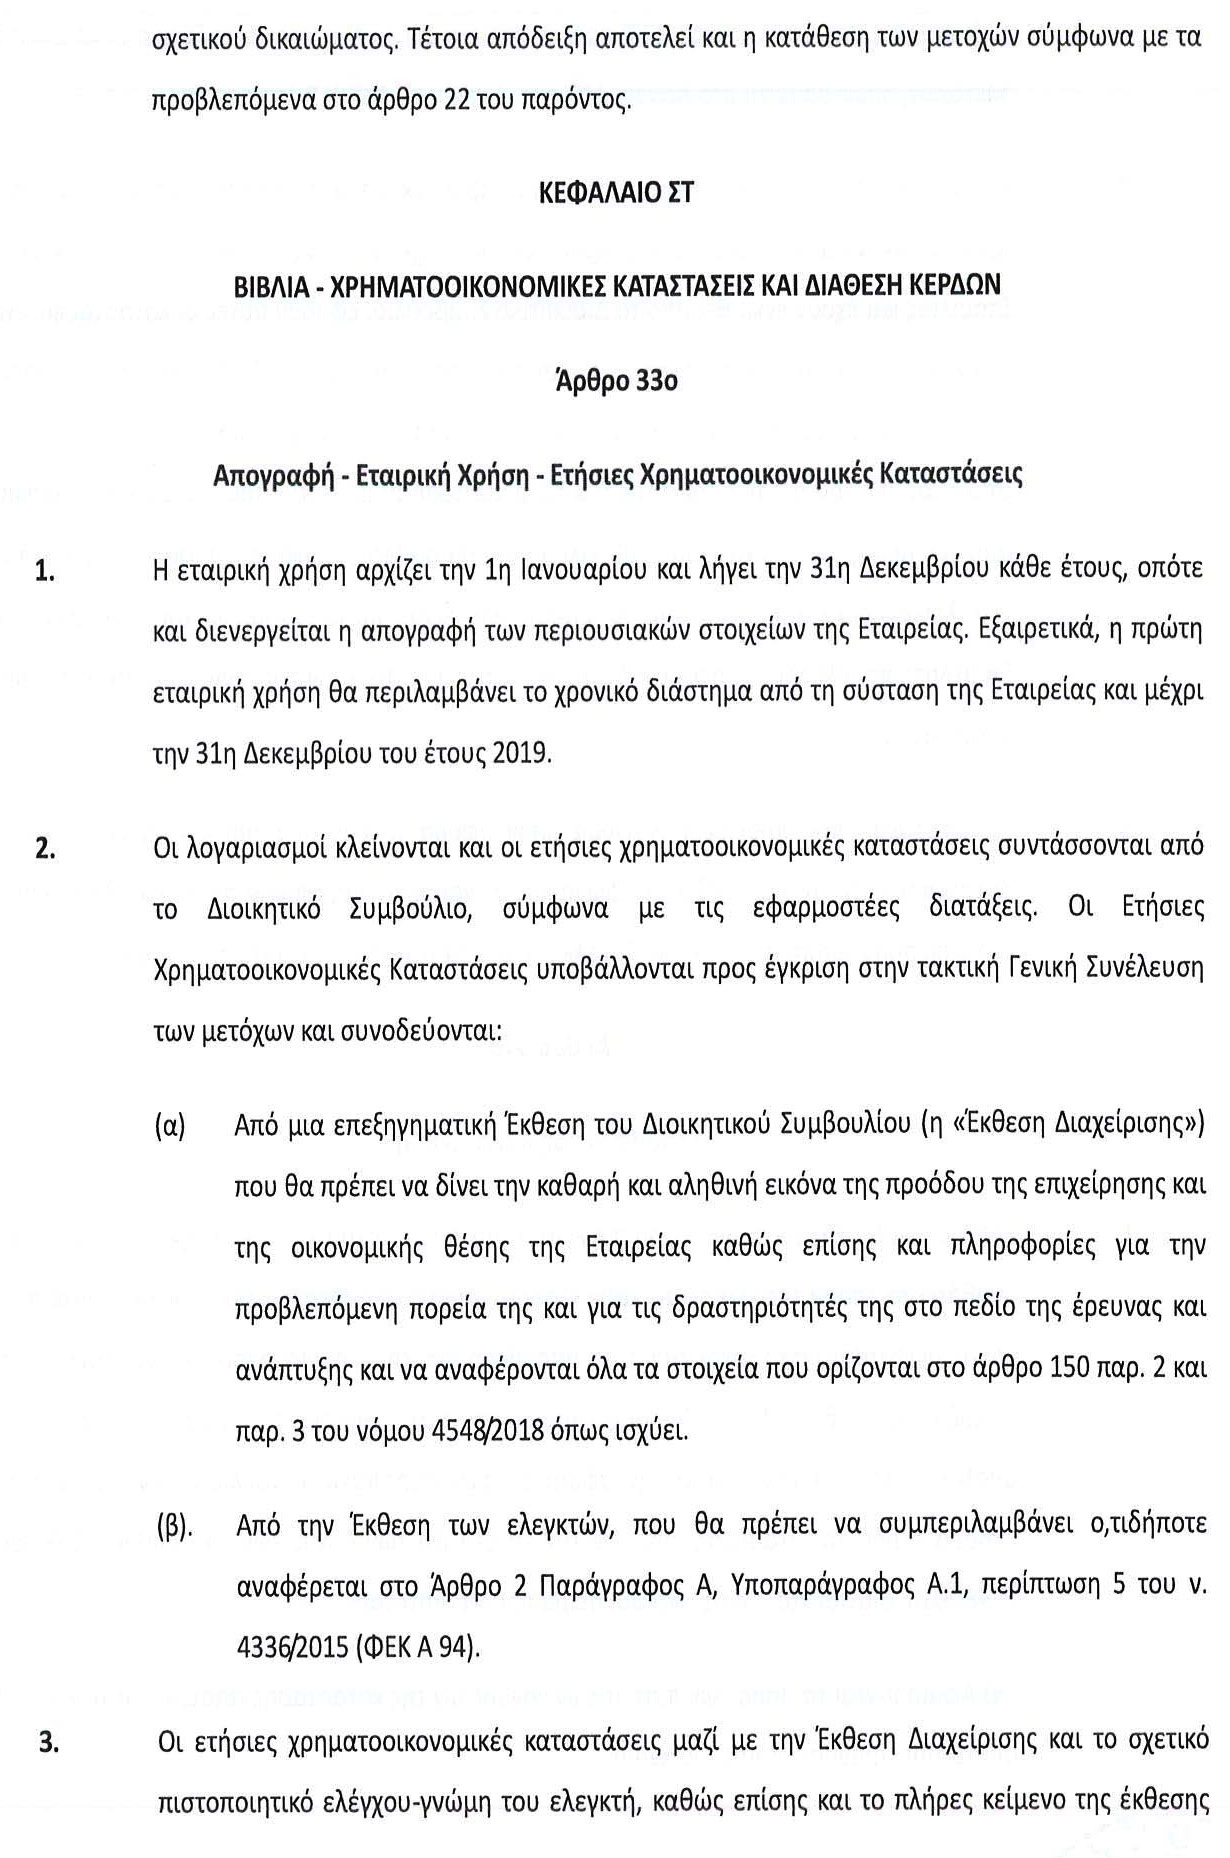 σχετικού δικαιώματος. Τέτοια απόδειξη αποτελεί και η κατάθεση των μετοχών σύμφωνα με τα
προβλεπόμενα στο άρθρο 22 του παρόντος.
ΚΕΦΑΛΑΙΟ ΣΤ
ΒΙΒΛΙΑ - ΧΡΗΜΑΤΟΟΙΚΟΝΟΜΙΚΕΣ ΚΑΤΑΣΤΑΣΕΙΣ ΚΑΙ ΔΙΑΘΕΣΗ ΚΕΡΔΩΝ
Άρθρο 33ο
Απογραφή - Εταιρική Χρήση - Ετήσιες Χρηματοοικονομικές Καταστάσεις
1. Η εταιρική χρήση αρχίζει την 1η Ιανουαρίου και λήγει την 31η Δεκεμβρίου κάθε έτους, οπότε
και διενεργείται η απογραφή των περιουσιακών στοιχείων της Εταιρείας. Εξαιρετικά, η πρώτη
εταιρική χρήση θα περιλαμβάνει το χρονικό διάστημα από τη σύσταση της Εταιρείας και μέχρι
την 31η Δεκεμβρίου του έτους 2019.
2. Οι λογαριασμοί κλείνονται και οι ετήσιες χρηματοοικονομικές καταστάσεις συντάσσονται από
το Διοικητικό Συμβούλιο, σύμφωνα με τις εφαρμοστέες διατάξεις. Οι Ετήσιες
Χρηματοοικονομικές Καταστάσεις υποβάλλονται προς έγκριση στην τακτική Γενική Συνέλευση
των μετόχων και συνοδεύονται:
(α) Από μια επεξηγηματική Έκθεση του Διοικητικού Συμβουλίου (η «Έκθεση Διαχείρισης»)
που θα πρέπει να δίνει την καθαρή και αληθινή εικόνα της προόδου της επιχείρησης και
της οικονομικής θέσης της Εταιρείας καθώς επίσης και πληροφορίες για την
προβλεπόμενη πορεία της και για τις δραστηριότητές της στο πεδίο της έρευνας και
ανάπτυξης και να αναφέρονται όλα τα στοιχεία που ορίζονται στο άρθρο 150 παρ. 2 και
παρ. 3 του νόμου 4548/2018 όπως ισχύει.
(β). Από την Έκθεση των ελεγκτών, που θα πρέπει να συμπεριλαμβάνει ο,τιδήποτε
αναφέρεται στο Άρθρο 2 Παράγραφος Α, Υποπαράγραφος Α.1, περίπτωση 5 του ν.
4336/2015 (ΦΕΚ Α 94).
3. Οι ετήσιες χρηματοοικονομικές καταστάσεις μαζί με την Έκθεση Διαχείρισης και το σχετικό
πιστοποιητικό ελέγχου-γνώμη του ελεγκτή, καθώς επίσης και το πλήρες κείμενο της έκθεσης